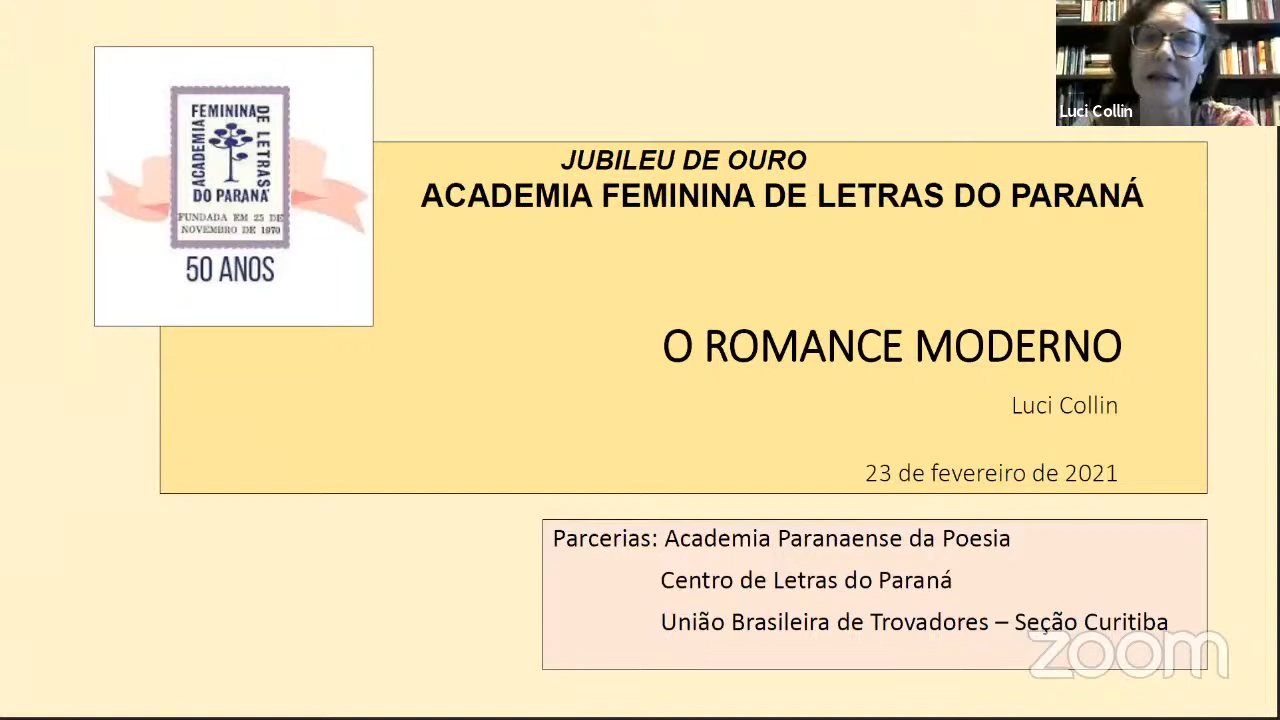 Luci Collin
FEMININA
DE LETRAS
ACADEMIA
DO PARANÁ
FUNDADA EM 25 DE
NOVEMBRO DE 1970
50 ANOS
JUBILEU DE OURO
ACADEMIA FEMININA DE LETRAS DO PARANÁ
O ROMANCE MODERNO
Luci Collin
23 de fevereiro de 2021
Parcerias: Academia Paranaense da Poesia
Centro de Letras do Paraná
União Brasileira de Trovadores – Seção Curitiba
zoom